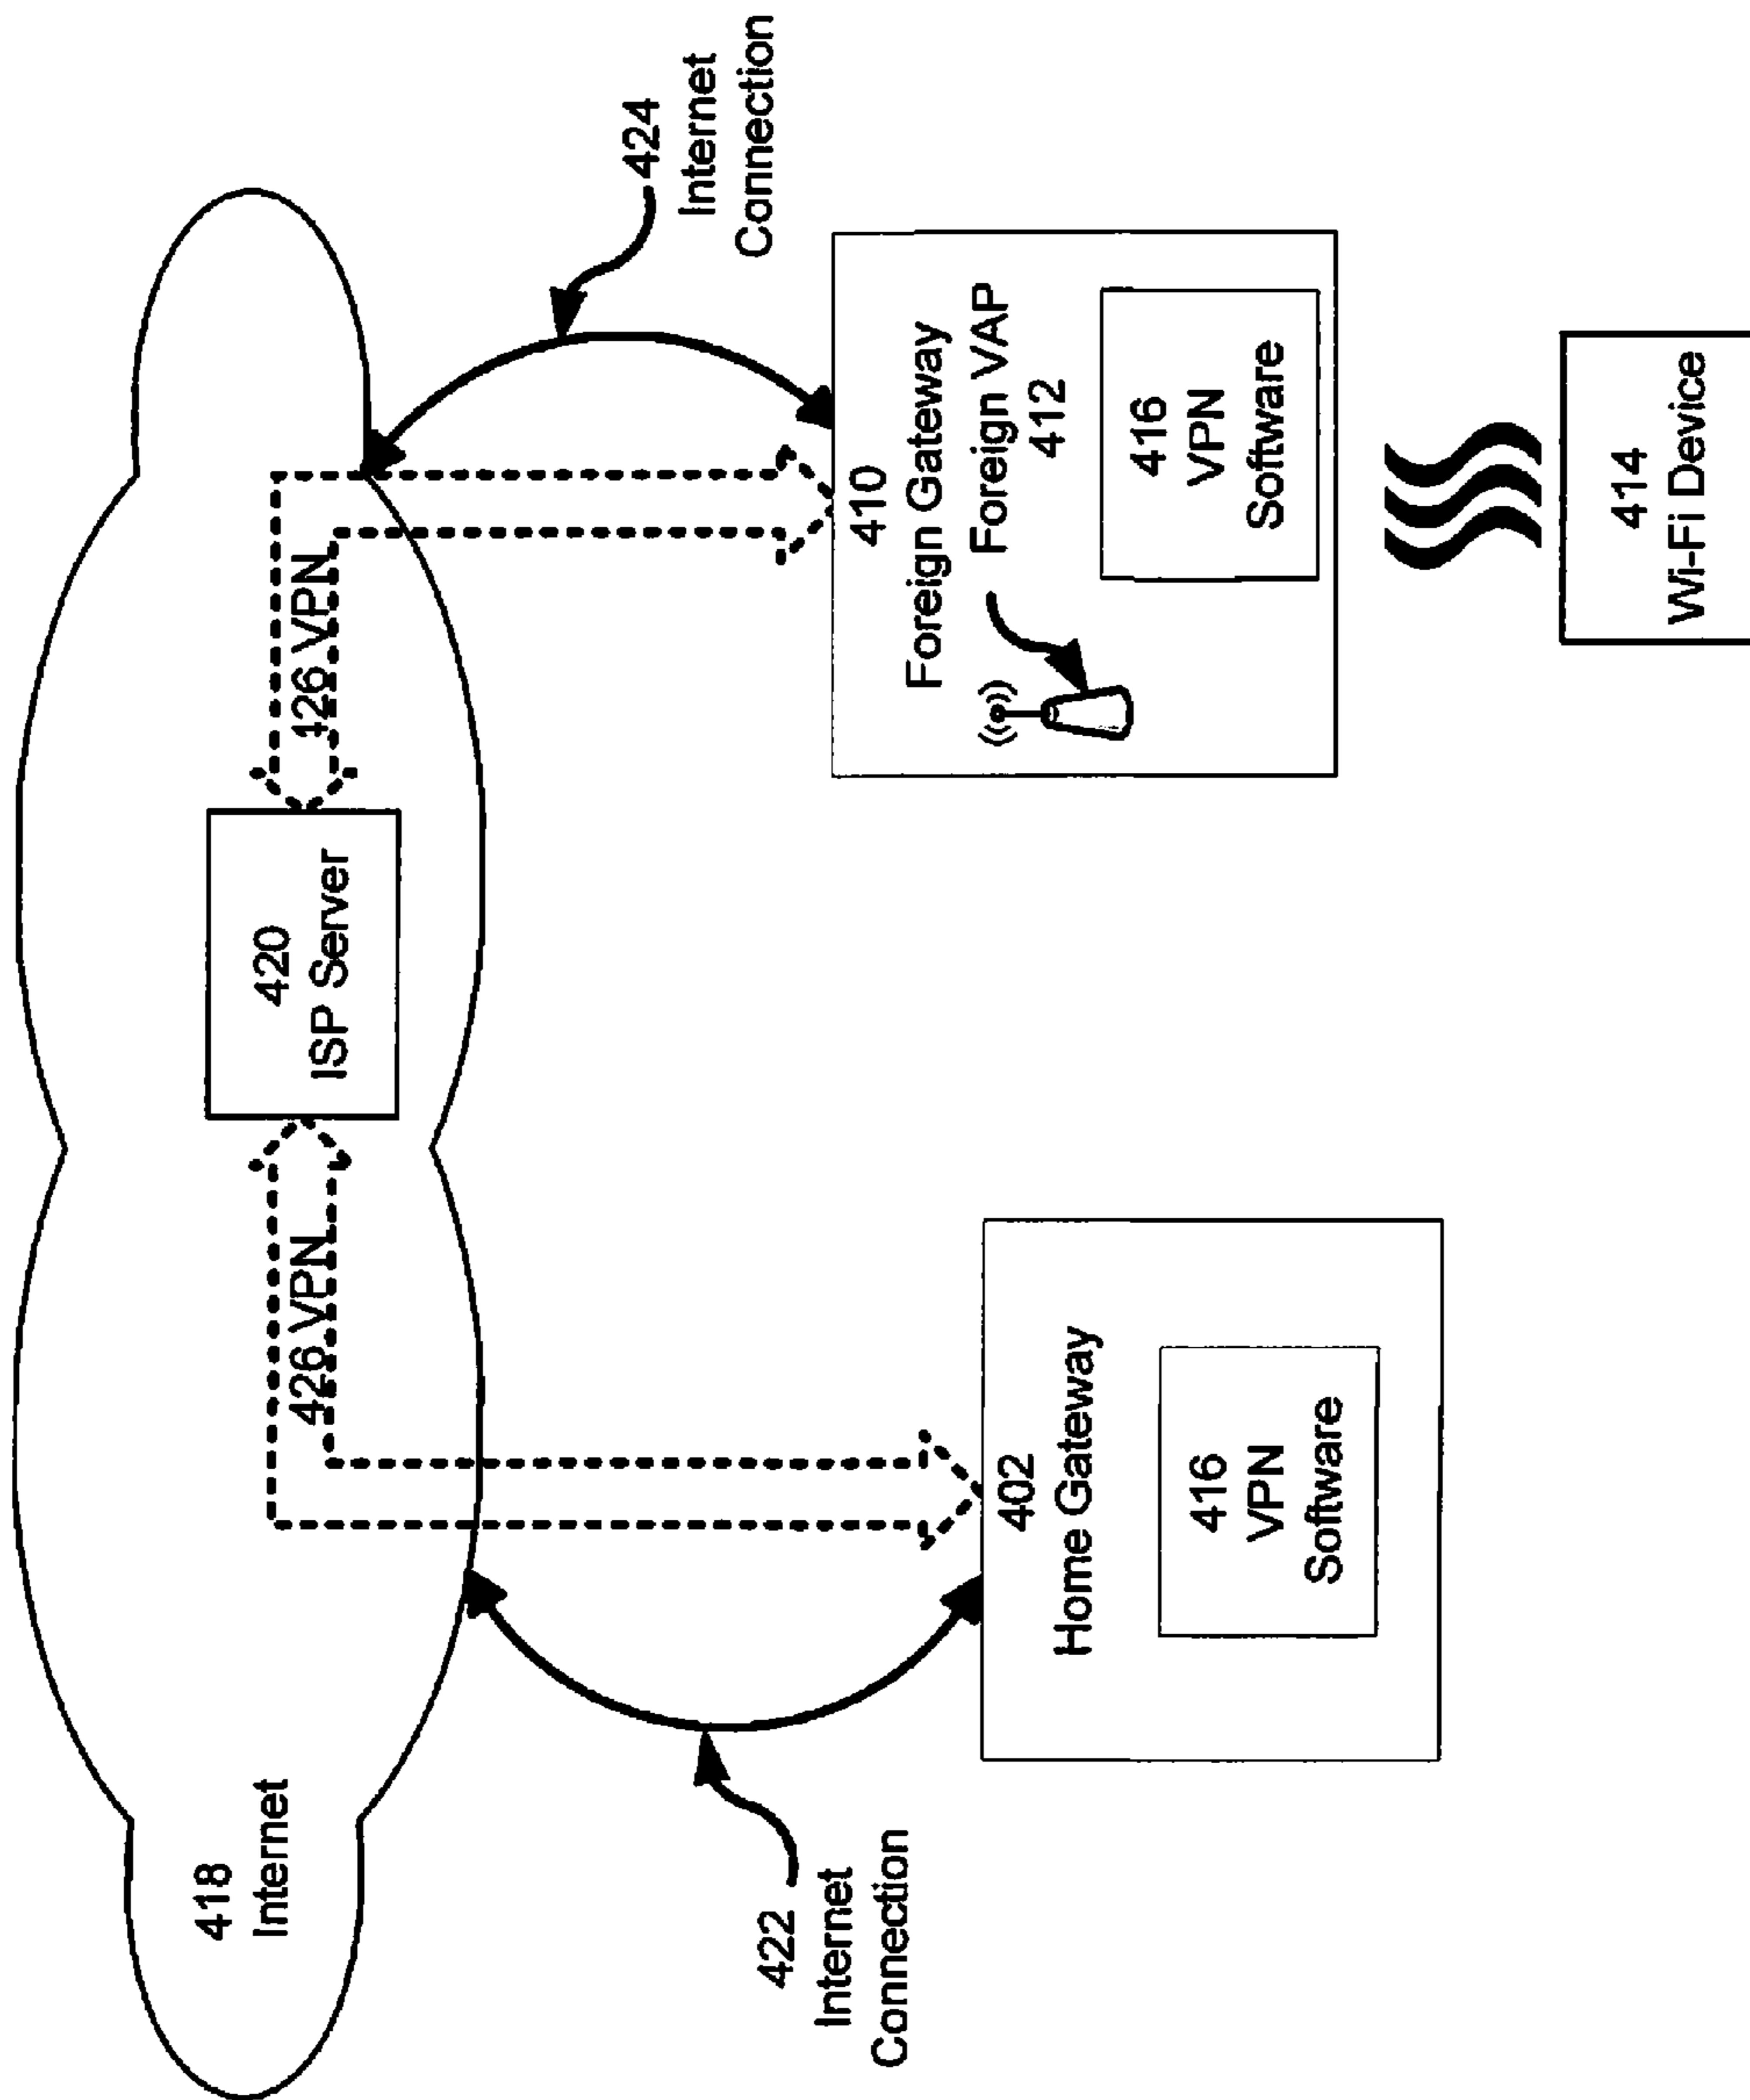 418
Internet
426 VPN
420
ISP Server
426 VPN
422
Internet
Connection
424
Internet
Connection
402
Home Gateway
416
VPN
Software
410
Foreign Gateway
Foreign VAP
412
416
VPN
Software
414
Wi-Fi Device